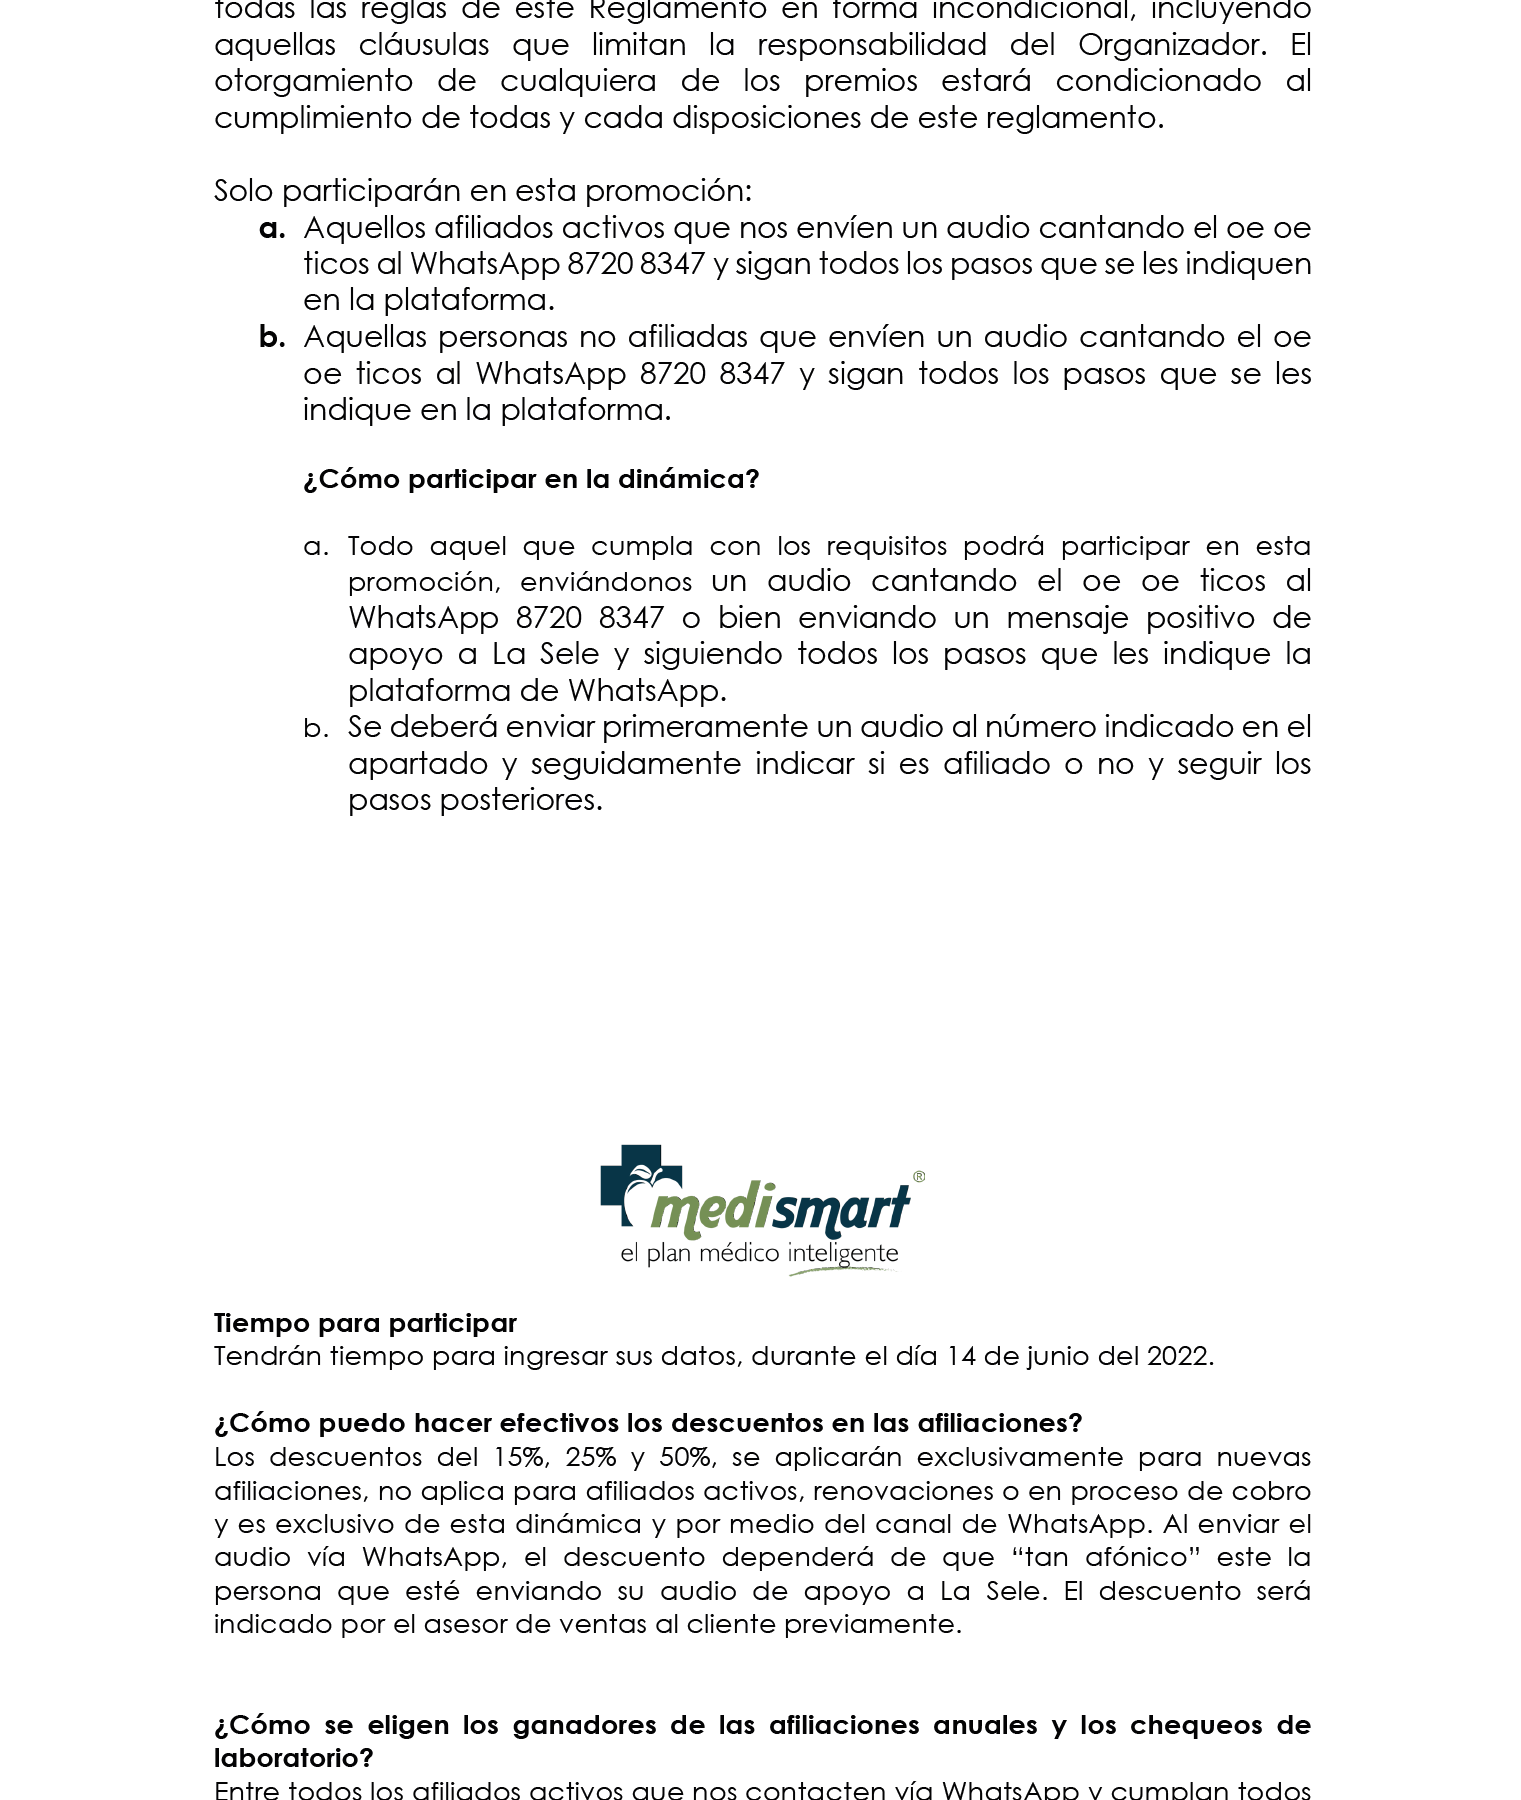 todas las reglas de este Reglamento en forma incondicional, incluyendo
aquellas cláusulas que limitan la responsabilidad del Organizador. El
otorgamiento de cualquiera de los premios estará condicionado al
cumplimiento de todas y cada disposiciones de este reglamento.
Solo participarán en esta promoción:
a. Aquellos afiliados activos que nos envíen un audio cantando el oe oe
ticos al WhatsApp 8720 8347 y sigan todos los pasos que se les indiquen
en la plataforma.
b. Aquellas personas no afiliadas que envíen un audio cantando el oe
oe ticos al WhatsApp 8720 8347 y sigan todos los pasos que se les
indique en la plataforma.
¿Cómo participar en la dinámica?
a. Todo aquel que cumpla con los requisitos podrá participar en esta
promoción, enviándonos un audio cantando el oe oe ticos al
WhatsApp 8720 8347 o bien enviando un mensaje positivo de
apoyo a La Sele y siguiendo todos los pasos que les indique la
plataforma de WhatsApp.
b. Se deberá enviar primeramente un audio al número indicado en el
apartado y seguidamente indicar si es afiliado o no y seguir los
pasos posteriores.
medismart®
el plan médico inteligente
Tiempo para participar
Tendrán tiempo para ingresar sus datos, durante el día 14 de junio del 2022.
¿Cómo puedo hacer efectivos los descuentos en las afiliaciones?
Los descuentos del 15%, 25% y 50%, se aplicarán exclusivamente para nuevas
afiliaciones, no aplica para afiliados activos, renovaciones o en proceso de cobro
y es exclusivo de esta dinámica y por medio del canal de WhatsApp. Al enviar el
audio vía WhatsApp, el descuento dependerá de que “tan afónico” este la
persona que esté enviando su audio de apoyo a La Sele. El descuento será
indicado por el asesor de ventas al cliente previamente.
¿Cómo se eligen los ganadores de las afiliaciones anuales y los chequeos de
laboratorio?
Entre todos los afiliados activos que nos contacten vía WhatsApp y cumplan todos